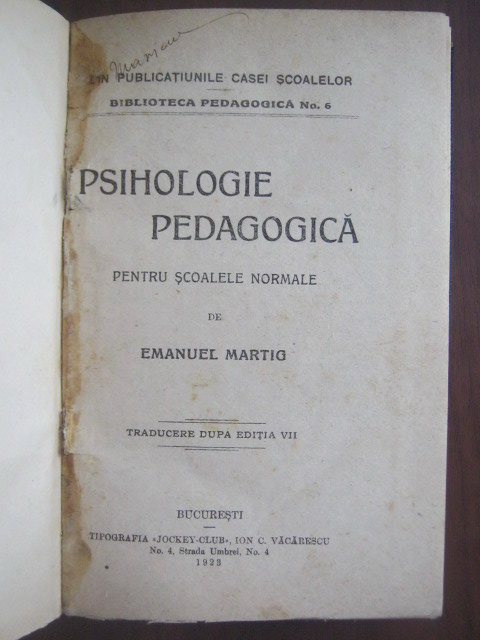 DIN PUBLICAȚIUNILE CASEI ȘCOALELOR
BIBLIOTECA PEDAGOGICĂ No. 6
PSIHOLOGIE
PEDAGOGICĂ
PENTRU ȘCOALELE NORMALE
DE
EMANUEL MARTIG
TRADUCERE DUPĂ EDIȚIA VII
BUCUREȘTI
TIPOGRAFIA «JOCKEY-CLUB», ION C. VĂCĂRESCU
No. 4, Strada Umbrei, No. 4
1923